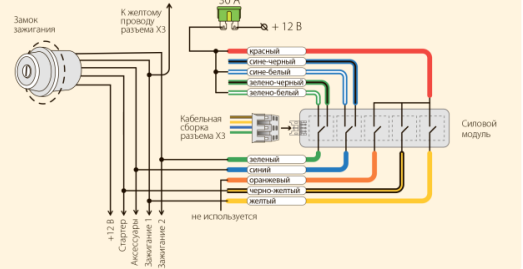 30 А
Замок
зажигания
К желтому
проводу
разъема X3
+ 12 В
красный
сине-черный
сине-белый
зелено-черный
зелено-белый
Кабельная
сборка
разъема X3
Силовой
модуль
зеленый
синий
оранжевый
черно-желтый
желтый
не используется
+12 В
Стартер
Аксессуары
Зажигание 1
Зажигание 2